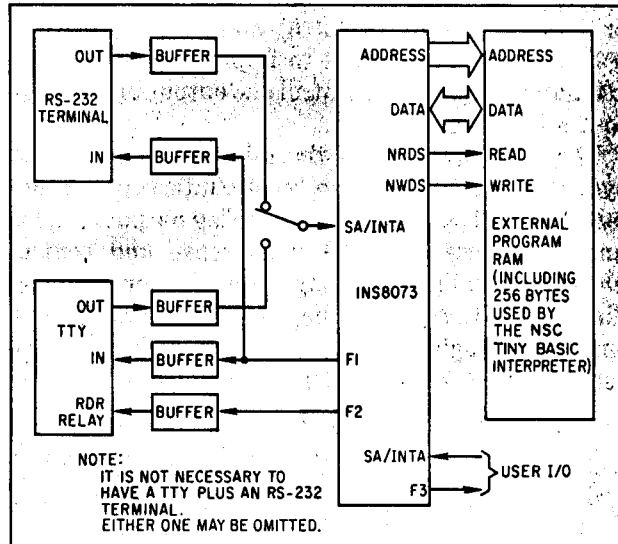 OUT
BUFFER
RS-232
TERMINAL
IN
BUFFER
OUT
BUFFER
TTY
IN
BUFFER
RDR
RELAY
BUFFER
NOTE:
IT IS NOT NECESSARY TO
HAVE A TTY PLUS AN RS-232
TERMINAL.
EITHER ONE MAY BE OMITTED.
ADDRESS
DATA
NRDS
NWDS
SA/INTA
INS8073
F1
F2
SA/INTA
F3
ADDRESS
DATA
READ
WRITE
EXTERNAL
PROGRAM
RAM
(INCLUDING
256 BYTES
USED BY
THE NSC
TINY BASIC
INTERPRETER)
USER I/O